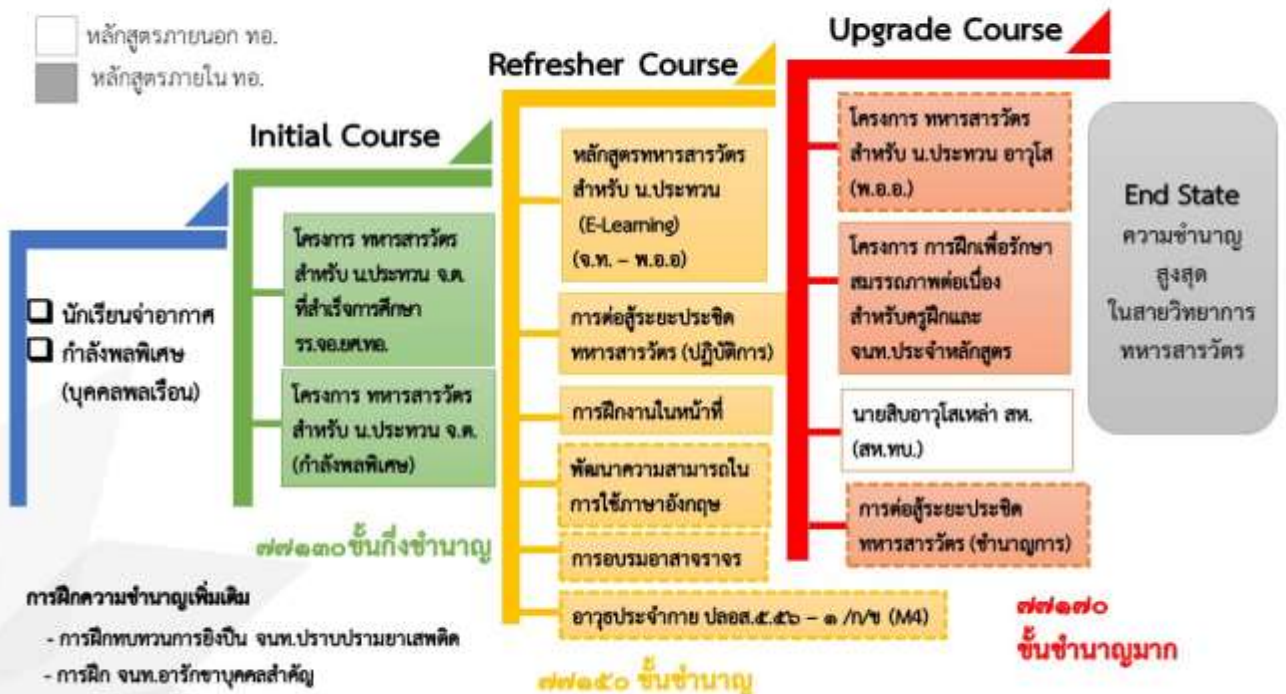 หลักสูตรภายนอก ทอ.
หลักสูตรภายใน ทอ.
Initial Course
Refresher Course
Upgrade Course
❑ นักเรียนจ่าอากาศ
❑ กำลังพลพิเศษ
(บุคคลพลเรือน)
โครงการ ทหารสารวัตร
สำหรับ น.ประทวน จ.ต.
ที่สำเร็จการศึกษา
รร.จอ.ยศ.ทอ.
โครงการ ทหารสารวัตร
สำหรับ น.ประทวน จ.ต.
(กำลังพลพิเศษ)
๗๗๑๓๐ขั้นกึ่งชำนาญ
หลักสูตรทหารสารวัตร
สำหรับ น.ประทวน
(E-Learning)
(จ.ท. – พ.อ.อ)
การต่อสู้ระยะประชิด
ทหารสารวัตร (ปฏิบัติการ)
การฝึกงานในหน้าที่
พัฒนาความสามารถใน
การใช้ภาษาอังกฤษ
การอบรมอาสาจราจร
อาวุธประจำกาย ปลอส.๕.๕๖ – ๑ /ก/ข (M4)
๗๗๑๕๐ ขั้นชำนาญ
โครงการ ทหารสารวัตร
สำหรับ น.ประทวน อาวุโส
(พ.อ.อ.)
โครงการ การฝึกเพื่อรักษา
สมรรถภาพต่อเนื่อง
สำหรับครูฝึกและ
จนท.ประจำหลักสูตร
นายสิบอาวุโสเหล่า สห.
(สห.ทบ.)
การต่อสู้ระยะประชิด
ทหารสารวัตร (ชำนาญการ)
๗๗๑๗๐
ขั้นชำนาญมาก
End State
ความชำนาญ
สูงสุด
ในสายวิทยาการ
ทหารสารวัตร
การฝึกความชำนาญเพิ่มเติม
- การฝึกทบทวนการยิงปืน จนท.ปราบปรามยาเสพติด
- การฝึก จนท.อารักขาบุคคลสำคัญ